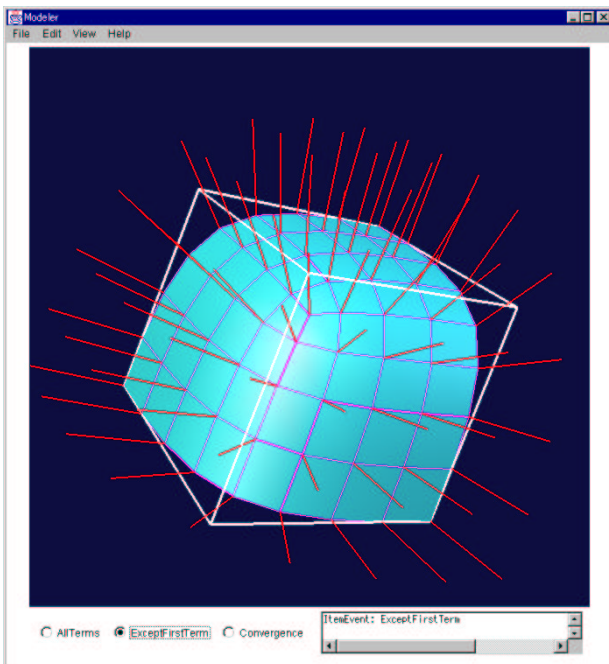 Modeler
File Edit View Help
ItemEvent: ExceptFirstTerm
AllTerms ExceptFirstTerm Convergence